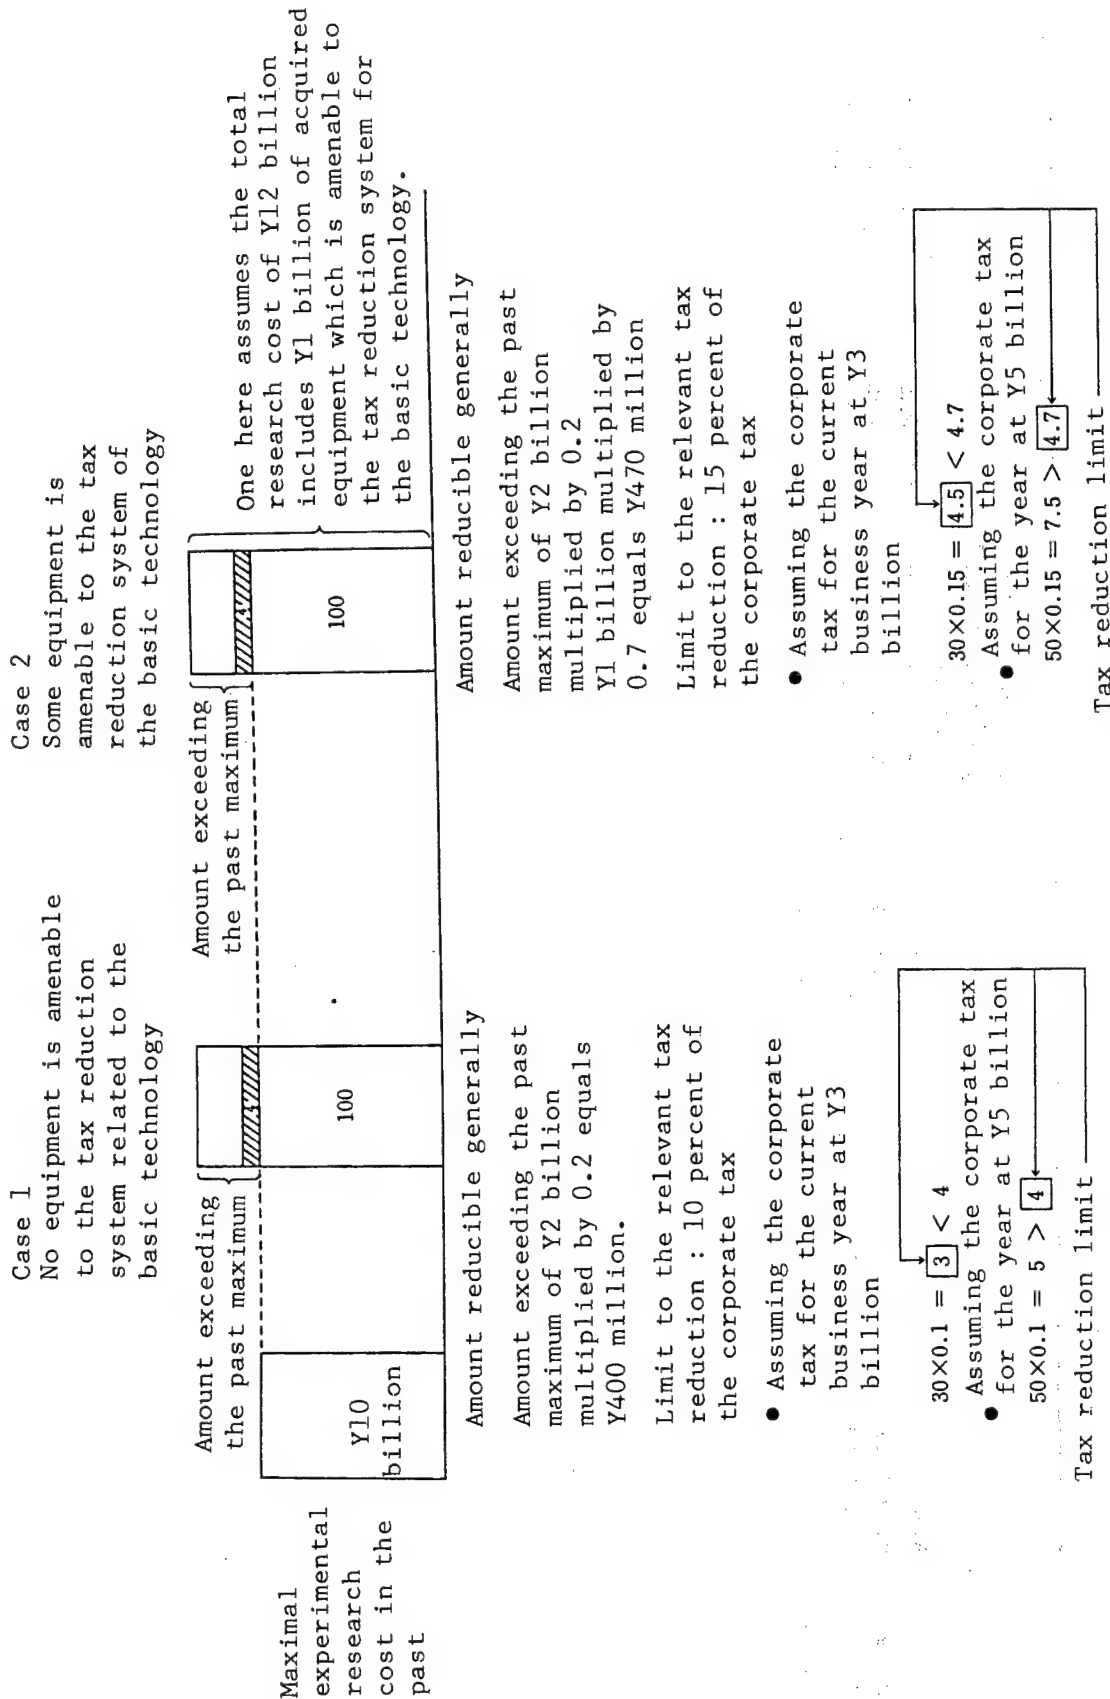 Case 1
No equipment is amenable
to the tax reduction
system related to the
basic technology
Case 2
Some equipment is
amenable to the tax
reduction system of
the basic technology
Amount exceeding
the past maximum
Amount exceeding
the past maximum
One here assumes the total
research cost of Y12 billion
includes Y1 billion of acquired
equipment which is amenable to
the tax reduction system for
the basic technology.
Maximal
experimental
research
cost in the
past
Y10
billion
100
100
Amount reducible generally
Amount exceeding the past
maximum of Y2 billion
multiplied by 0.2 equals
Y400 million.
Limit to the relevant tax
reduction : 10 percent of
the corporate tax
● Assuming the corporate
tax for the current
business year at Y3
billion
30×0.1 = 3 < 4
● Assuming the corporate tax
for the year at Y5 billion
50×0.1 = 5 > 4
Tax reduction limit
Amount reducible generally
Amount exceeding the past
maximum of Y2 billion
multiplied by 0.2
Y1 billion multiplied by
0.7 equals Y470 million
Limit to the relevant tax
reduction : 15 percent of
the corporate tax
● Assuming the corporate
tax for the current
business year at Y3
billion
30×0.15 = 4.5 < 4.7
● Assuming the corporate tax
for the year at Y5 billion
50×0.15 = 7.5 > 4.7
Tax reduction limit